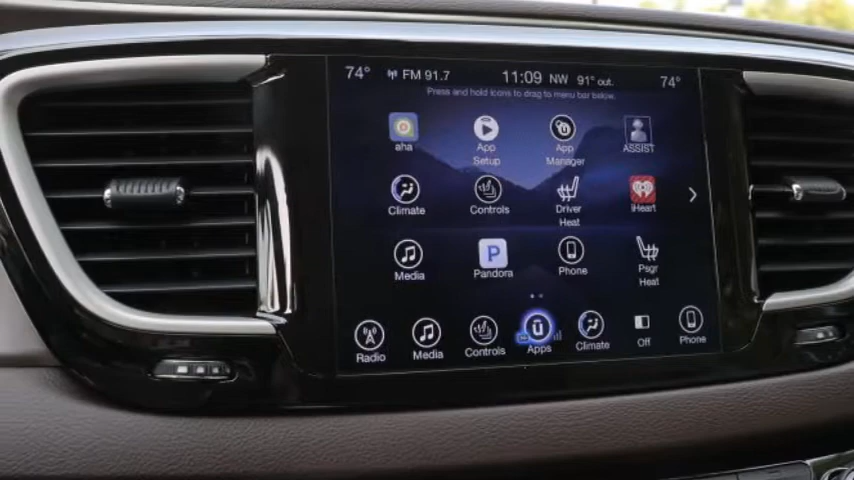 74° FM 91.7 11:09 NW 91° out. 74°
Press and hold icons to drag to menu bar below.
aha App Setup App Manager ASSIST
Climate Controls Driver Heat iHeart
Media P Pandora Phone Psgr Heat
Radio Media Controls ū Apps Climate Off Phone